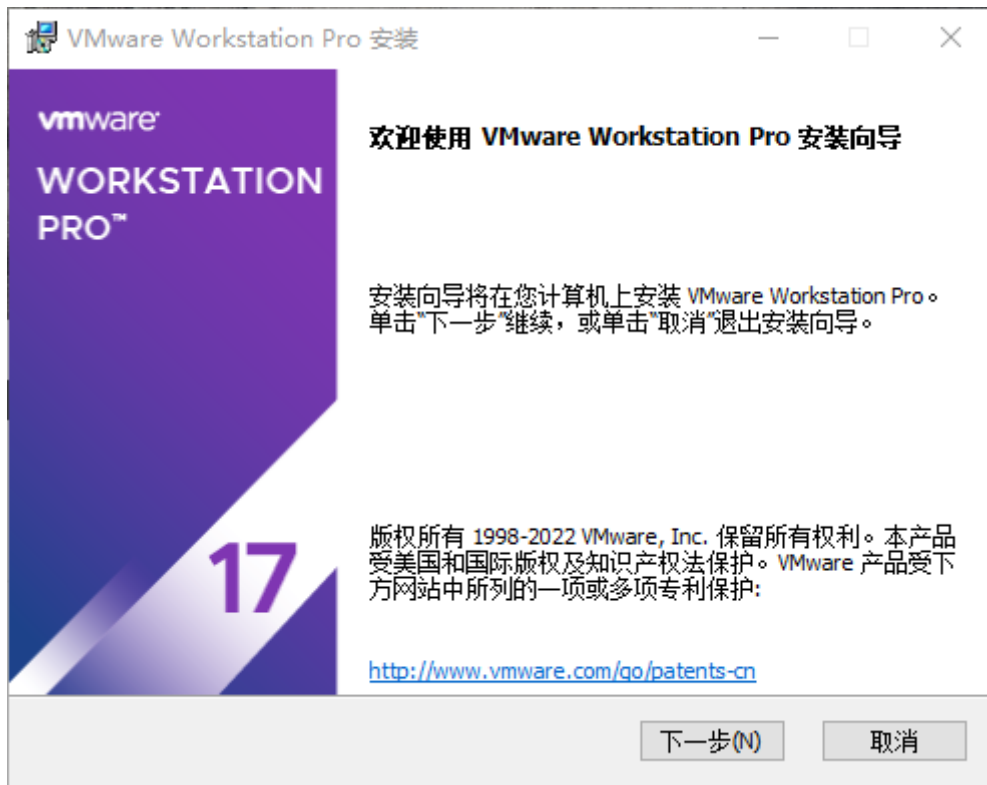 VMware Workstation Pro 安装
vmware
WORKSTATION
PRO™
欢迎使用 VMware Workstation Pro 安装向导
安装向导将在您计算机上安装 VMware Workstation Pro。
单击“下一步”继续，或单击“取消”退出安装向导。
17
版权所有 1998-2022 VMware, Inc. 保留所有权利。本产品
受美国和国际版权及知识产权法保护。VMware 产品受下
方网站中所列的一项或多项专利保护:
http://www.vmware.com/go/patents-cn
下一步(N)
取消